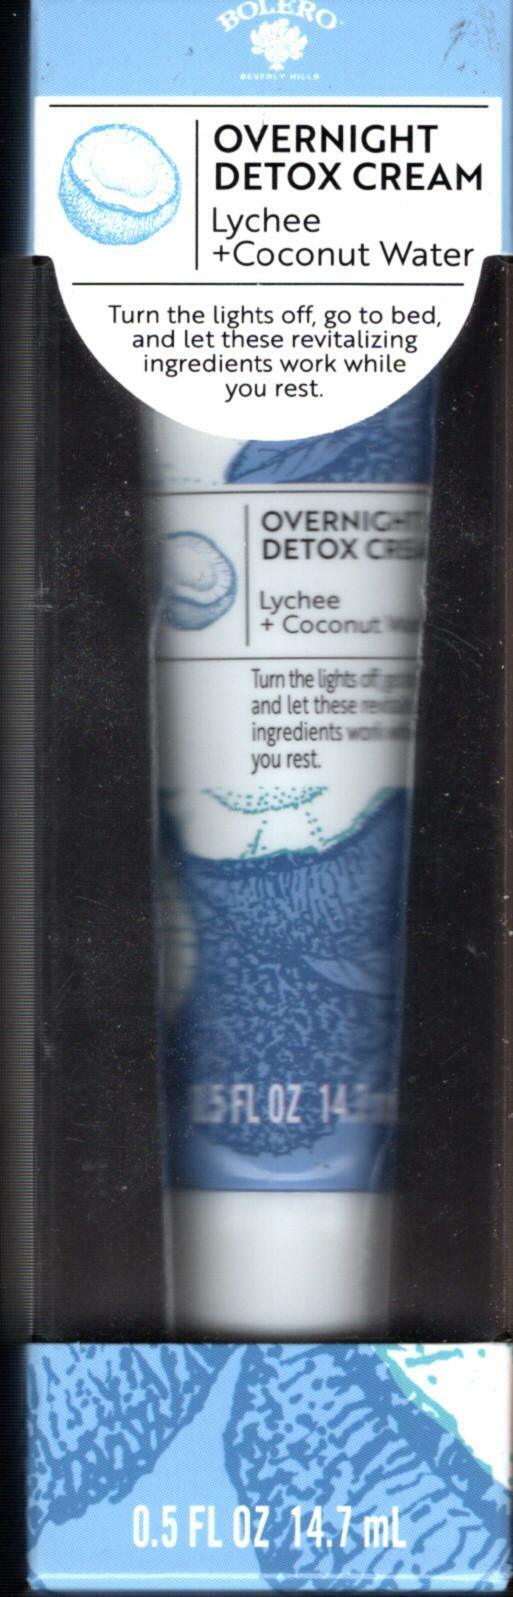 BOLERO
BEVERLY HILLS
OVERNIGHT
DETOX CREAM
Lychee
+Coconut Water
Turn the lights off, go to bed,
and let these revitalizing
ingredients work while
you rest.
OVERNIGHT
DETOX
Lychee
+ Coconut
Turn the lights
and let these
ingredients
you rest.
FL OZ
0.5 FL OZ 14.7 mL